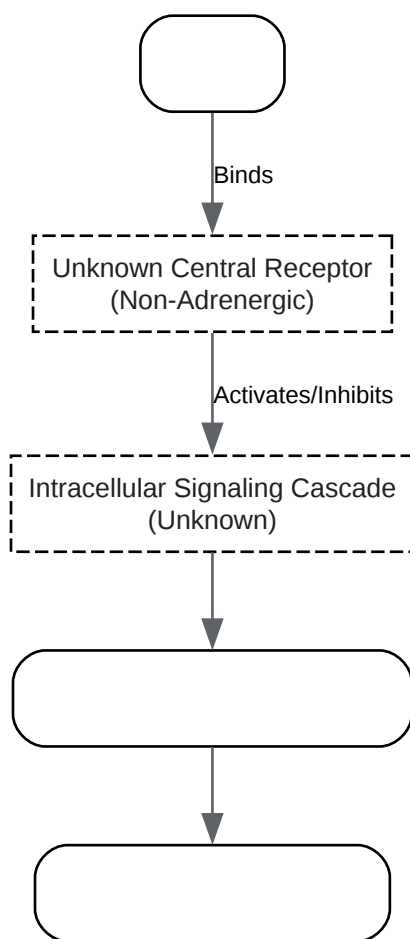 Binds
Unknown Central Receptor
(Non-Adrenergic)
Activates/Inhibits
Intracellular Signaling Cascade
(Unknown)